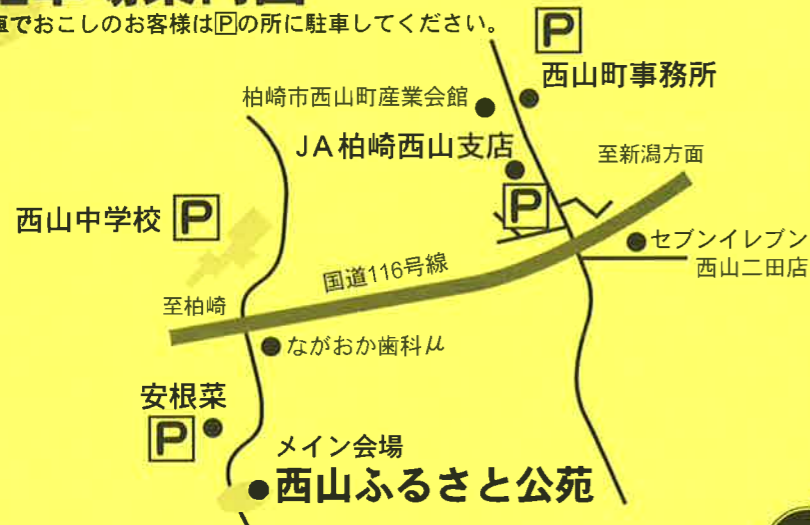 おこしのお客様はPの所に駐車してください。
P
西山町事務所
柏崎市西山町産業会館
JA柏崎西山支店
至新潟方面
P
西山中学校 P
セブンイレブン
西山二田店
国道116号線
至柏崎
ながおか歯科μ
安根菜
P
メイン会場
西山ふるさと公苑